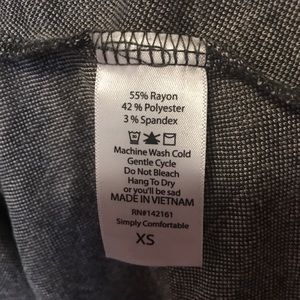 55% Rayon
42% Polyester
3% Spandex
Machine Wash Cold
Gentle Cycle
Do Not Bleach
Hang To Dry
or you'll be sad
MADE IN VIETNAM
RN#142161
Simply Comfortable
XS